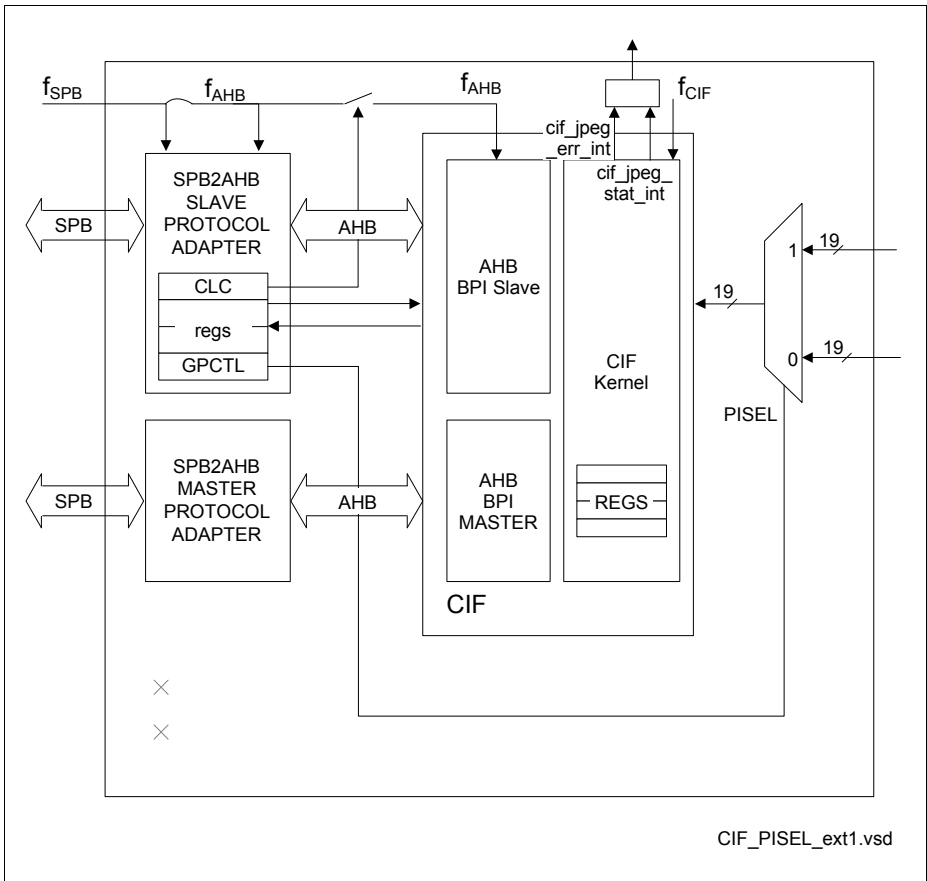 fSPB
fAHB
fAHB
fCIF
cif_jpeg
_err_int
cif_jpeg_
stat_int
SPB2AHB
SLAVE
PROTOCOL
ADAPTER
SPB
AHB
CLC
regs
GPCTL
AHB
BPI Slave
CIF
Kernel
19
1
19
0
19
PISEL
SPB2AHB
MASTER
PROTOCOL
ADAPTER
SPB
AHB
AHB
BPI
MASTER
REGS
CIF
CIF_PISEL_ext1.vsd